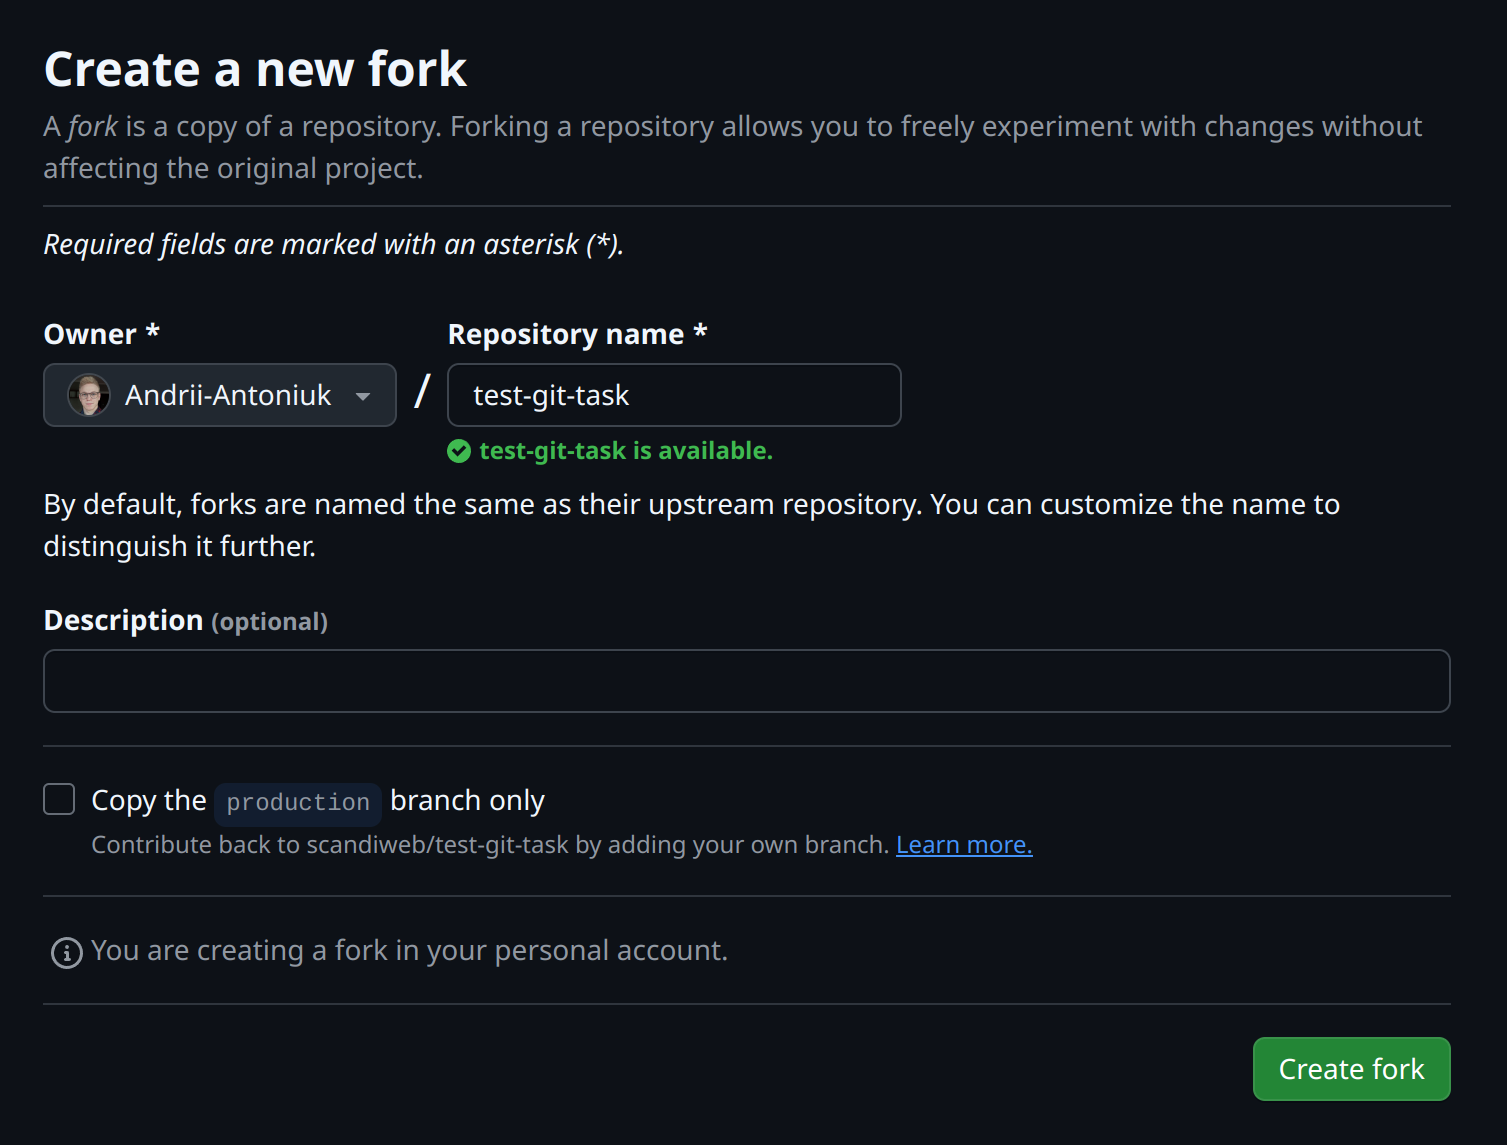 Create a new fork
A fork is a copy of a repository. Forking a repository allows you to freely experiment with changes without
affecting the original project.
Required fields are marked with an asterisk (*).
Owner *
Repository name *
Andrii-Antoniuk
/
test-git-task
test-git-task is available.
By default, forks are named the same as their upstream repository. You can customize the name to
distinguish it further.
Description (optional)
Copy the production branch only
Contribute back to scandiweb/test-git-task by adding your own branch. Learn more.
You are creating a fork in your personal account.
Create fork